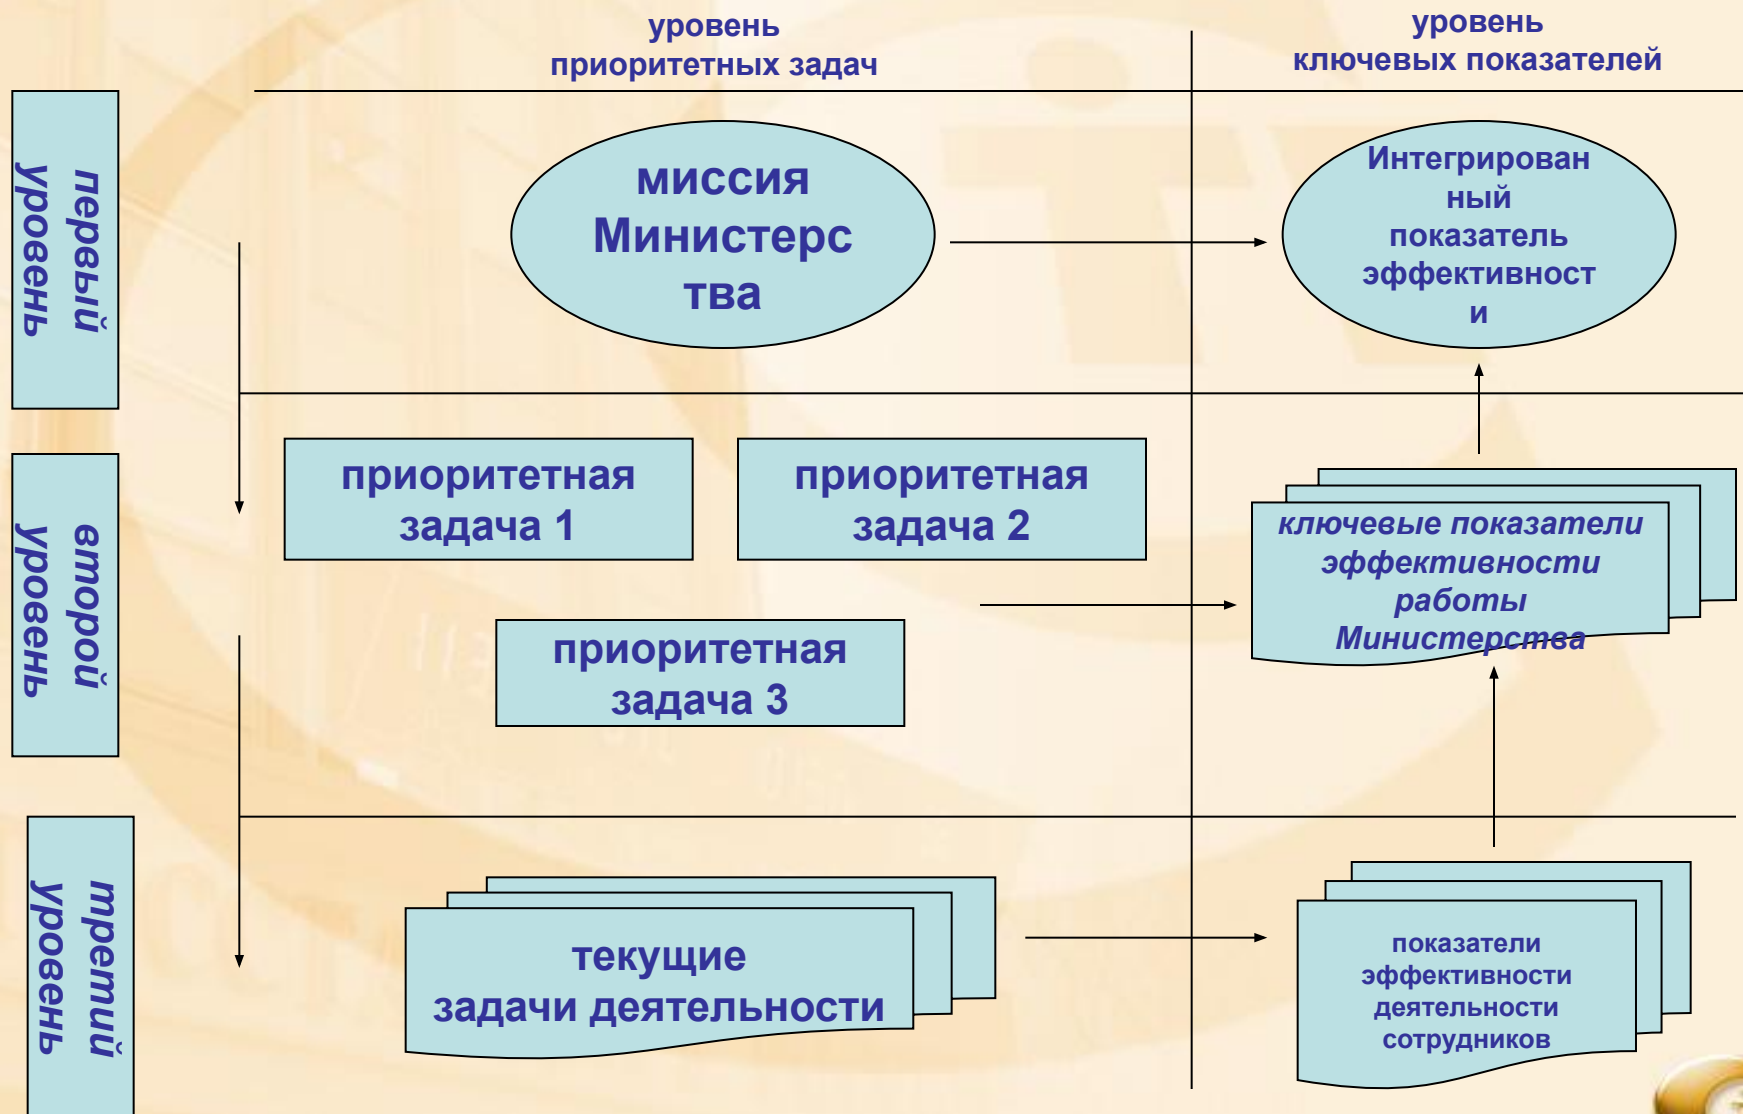 уровень
приоритетных задач
уровень
ключевых показателей
первый
уровень
миссия
Министерс
тва
Интегрирован
ный
показатель
эффективност
и
второй
уровень
приоритетная
задача 1
приоритетная
задача 2
приоритетная
задача 3
ключевые показатели
эффективности
работы
Министерства
третий
уровень
текущие
задачи деятельности
показатели
эффективности
деятельности
сотрудников